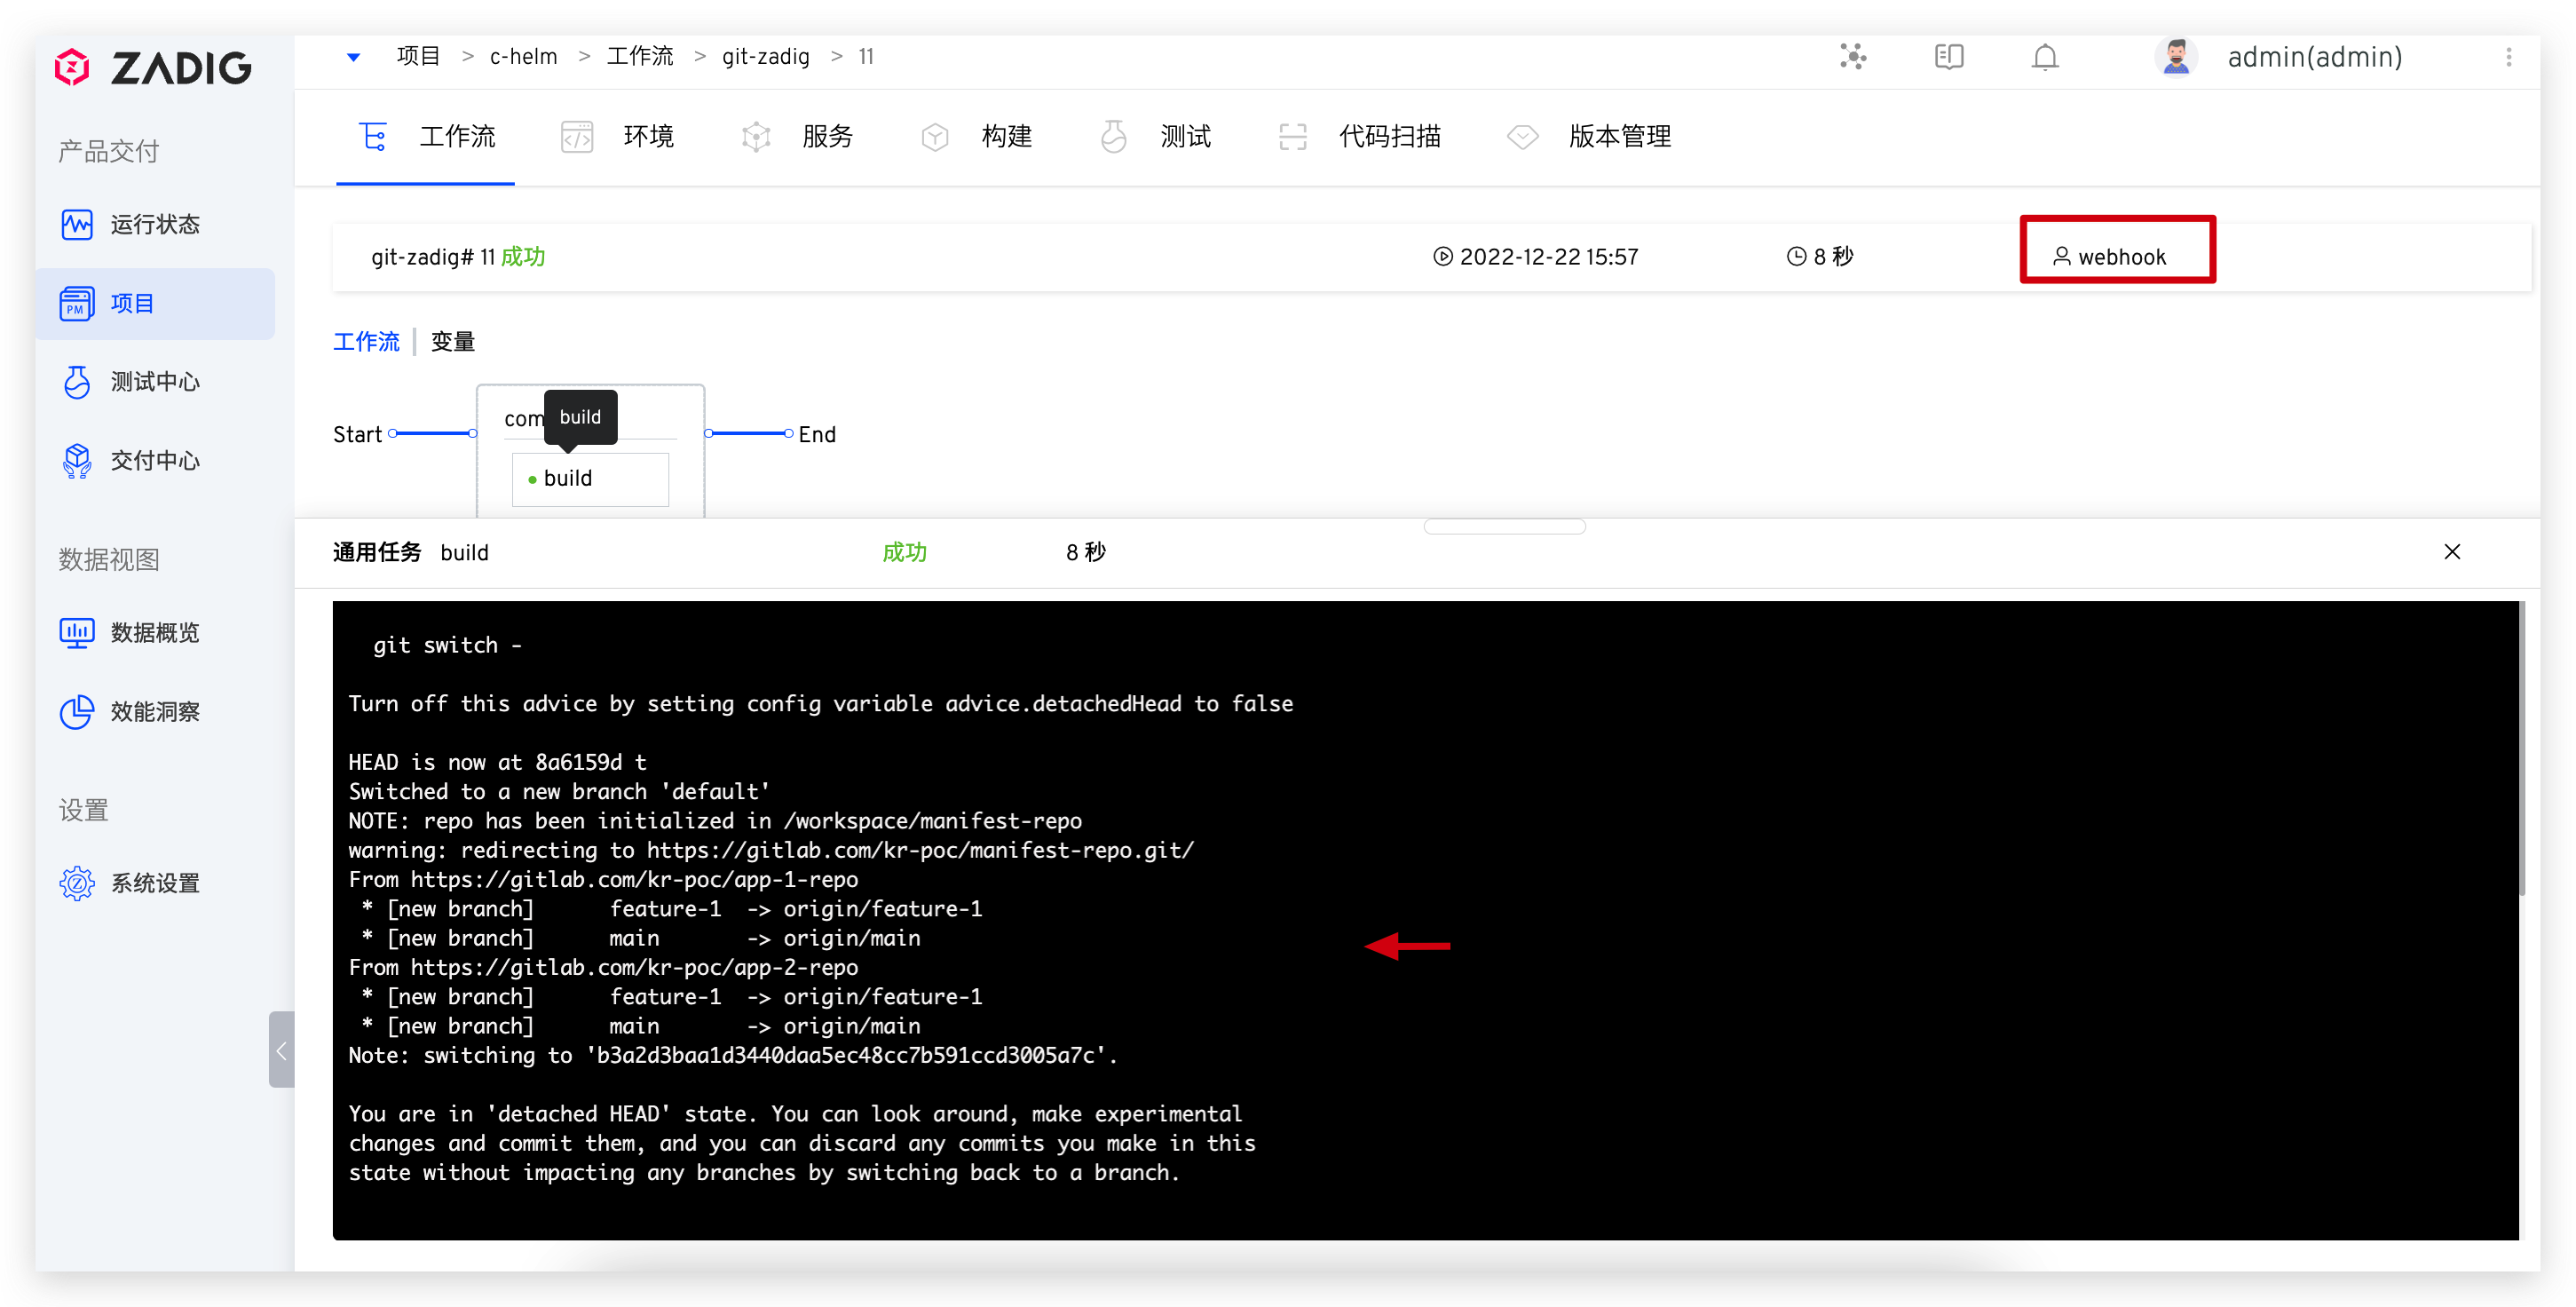 ZADIG
项目 > c-helm > 工作流 > git-zadig > 11
admin(admin)
产品交付
运行状态
项目
测试中心
交付中心
数据视图
数据概览
效能洞察
设置
系统设置
工作流 环境 服务 构建 测试 代码扫描 版本管理
git-zadig# 11 成功 2022-12-22 15:57 8 秒 webhook
工作流 变量
Start
com
build
build
End
通用任务 build 成功 8 秒
git switch -
Turn off this advice by setting config variable advice.detachedHead to false
HEAD is now at 8a6159d t
Switched to a new branch 'default'
NOTE: repo has been initialized in /workspace/manifest-repo
warning: redirecting to https://gitlab.com/kr-poc/manifest-repo.git/
From https://gitlab.com/kr-poc/app-1-repo
* [new branch] feature-1 -> origin/feature-1
* [new branch] main -> origin/main
From https://gitlab.com/kr-poc/app-2-repo
* [new branch] feature-1 -> origin/feature-1
* [new branch] main -> origin/main
Note: switching to 'b3a2d3baa1d3440daa5ec48cc7b591ccd3005a7c'.
You are in 'detached HEAD' state. You can look around, make experimental
changes and commit them, and you can discard any commits you make in this
state without impacting any branches by switching back to a branch.